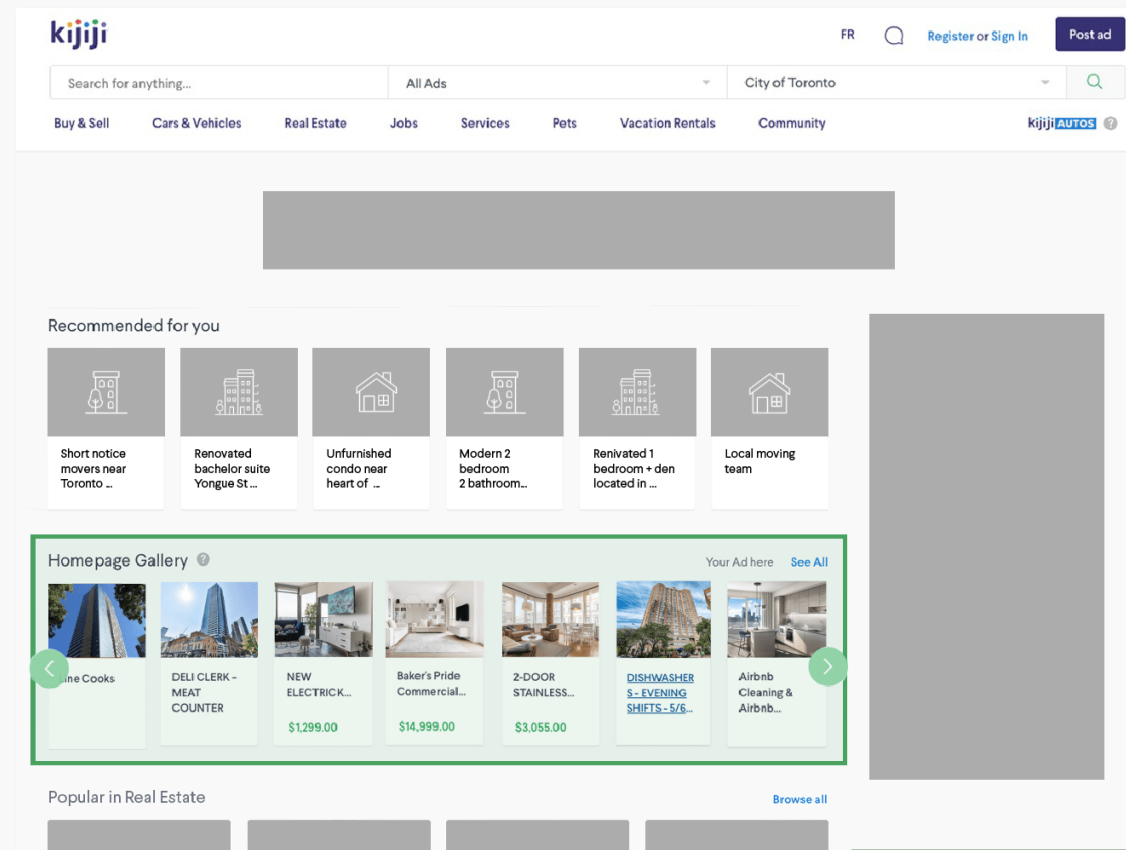 kijiji
FR
Register or Sign In
Post ad
Search for anything...
All Ads
City of Toronto
Buy & Sell
Cars & Vehicles
Real Estate
Jobs
Services
Pets
Vacation Rentals
Community
kijiji AUTOS ?
Recommended for you
Short notice
movers near
Toronto ...
Renovated
bachelor suite
Yongue St ...
Unfurnished
condo near
heart of ...
Modern 2
bedroom
2 bathroom...
Renivated 1
bedroom + den
located in ...
Local moving
team
Homepage Gallery ?
Your Ad here
See All
ine Cooks
DELI CLERK -
MEAT
COUNTER
NEW
ELECTRICK...
$1,299.00
Baker's Pride
Commercial...
$14,999.00
2-DOOR
STAINLESS...
$3,055.00
DISHWASHER
S - EVENING
SHIFTS - 5/6...
Airbnb
Cleaning &
Airbnb...
Popular in Real Estate
Browse all